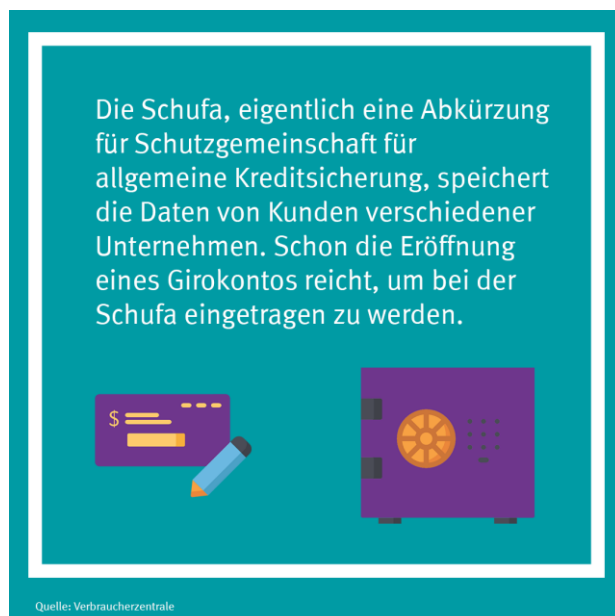 Die Schufa, eigentlich eine Abkürzung
für Schutzgemeinschaft für
allgemeine Kreditsicherung, speichert
die Daten von Kunden verschiedener
Unternehmen. Schon die Eröffnung
eines Girokontos reicht, um bei der
Schufa eingetragen zu werden.
$
Quelle: Verbraucherzentrale